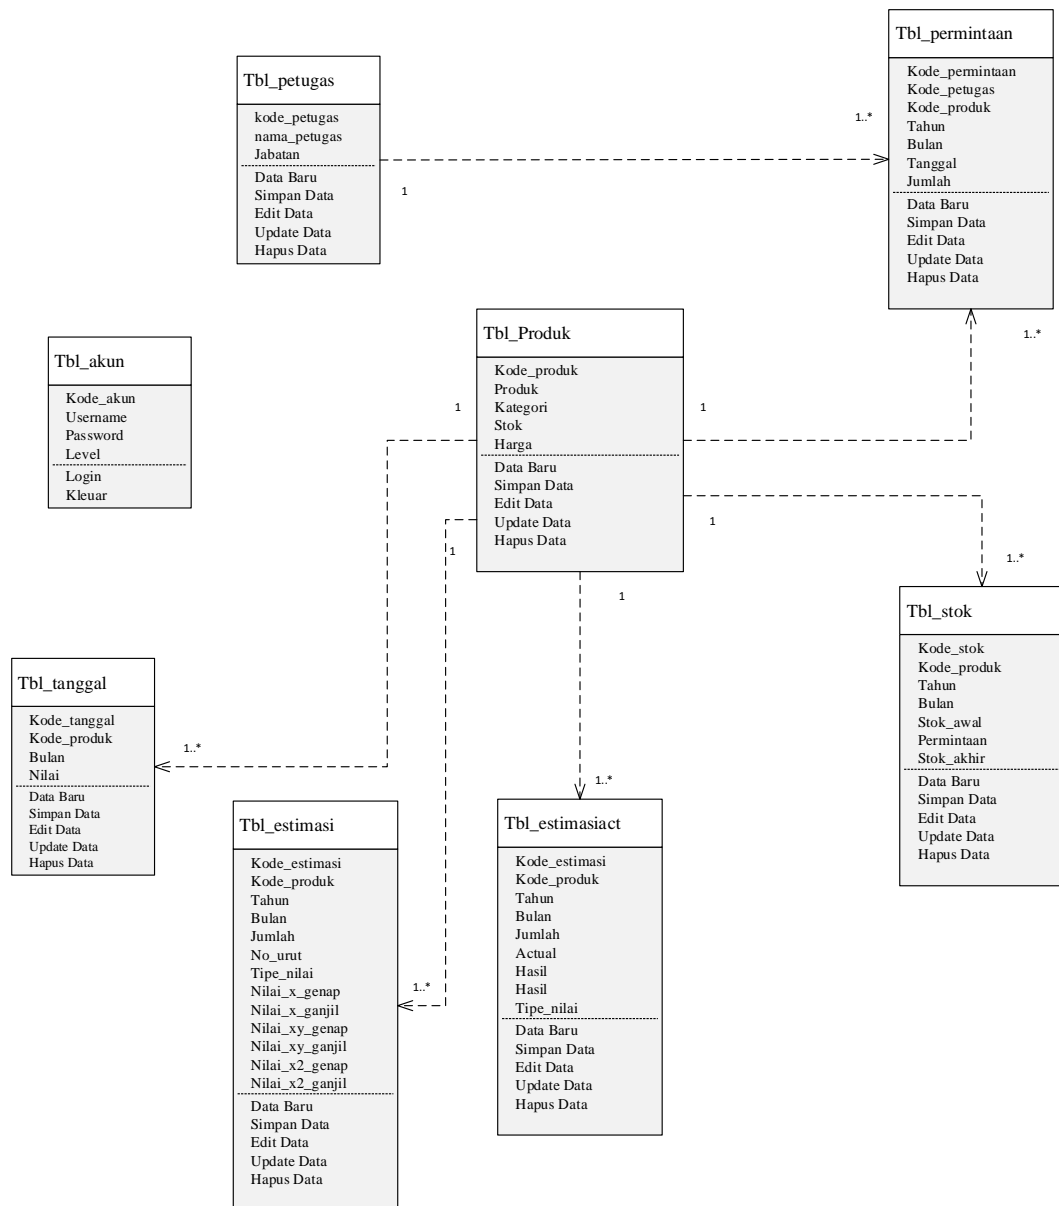 Tbl_permintaan
Kode_permintaan
Kode_petugas
Kode_produk
Tahun
Bulan
Tanggal
Jumlah
Data Baru
Simpan Data
Edit Data
Update Data
Hapus Data
Tbl_petugas
kode_petugas
nama_petugas
Jabatan
Data Baru
Simpan Data
Edit Data
Update Data
Hapus Data
1..*
1
Tbl_Produk
Kode_produk
Produk
Kategori
Stok
Harga
Data Baru
Simpan Data
Edit Data
Update Data
Hapus Data
1..*
1
1
1
1
1
Tbl_akun
Kode_akun
Username
Password
Level
Login
Kleuar
1..*
Tbl_stok
Kode_stok
Kode_produk
Tahun
Bulan
Stok_awal
Permintaan
Stok_akhir
Data Baru
Simpan Data
Edit Data
Update Data
Hapus Data
Tbl_tanggal
Kode_tanggal
Kode_produk
Bulan
Nilai
Data Baru
Simpan Data
Edit Data
Update Data
Hapus Data
1..*
1..*
Tbl_estimasi
Kode_estimasi
Kode_produk
Tahun
Bulan
Jumlah
No_urut
Tipe_nilai
Nilai_x_genap
Nilai_x_ganjil
Nilai_xy_genap
Nilai_xy_ganjil
Nilai_x2_genap
Nilai_x2_ganjil
Data Baru
Simpan Data
Edit Data
Update Data
Hapus Data
1..*
Tbl_estimasiact
Kode_estimasi
Kode_produk
Tahun
Bulan
Jumlah
Actual
Hasil
Hasil
Tipe_nilai
Data Baru
Simpan Data
Edit Data
Update Data
Hapus Data